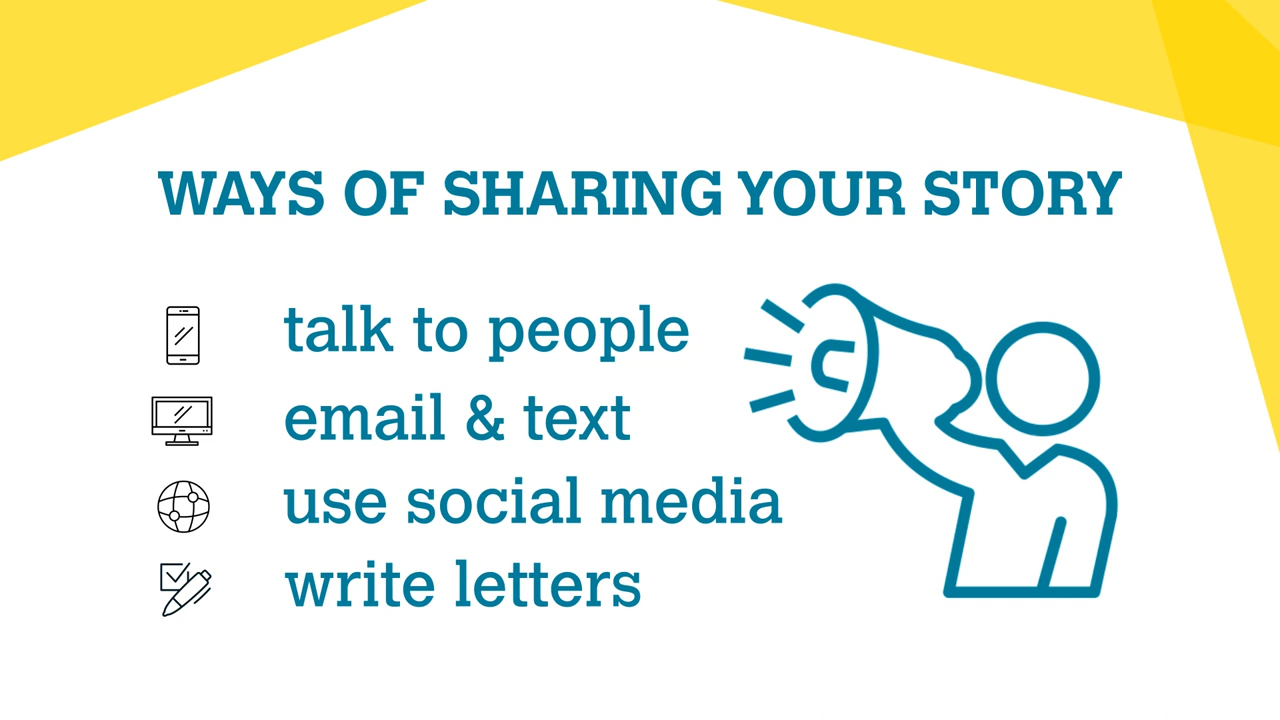 WAYS OF SHARING YOUR STORY
talk to people
email & text
use social media
write letters